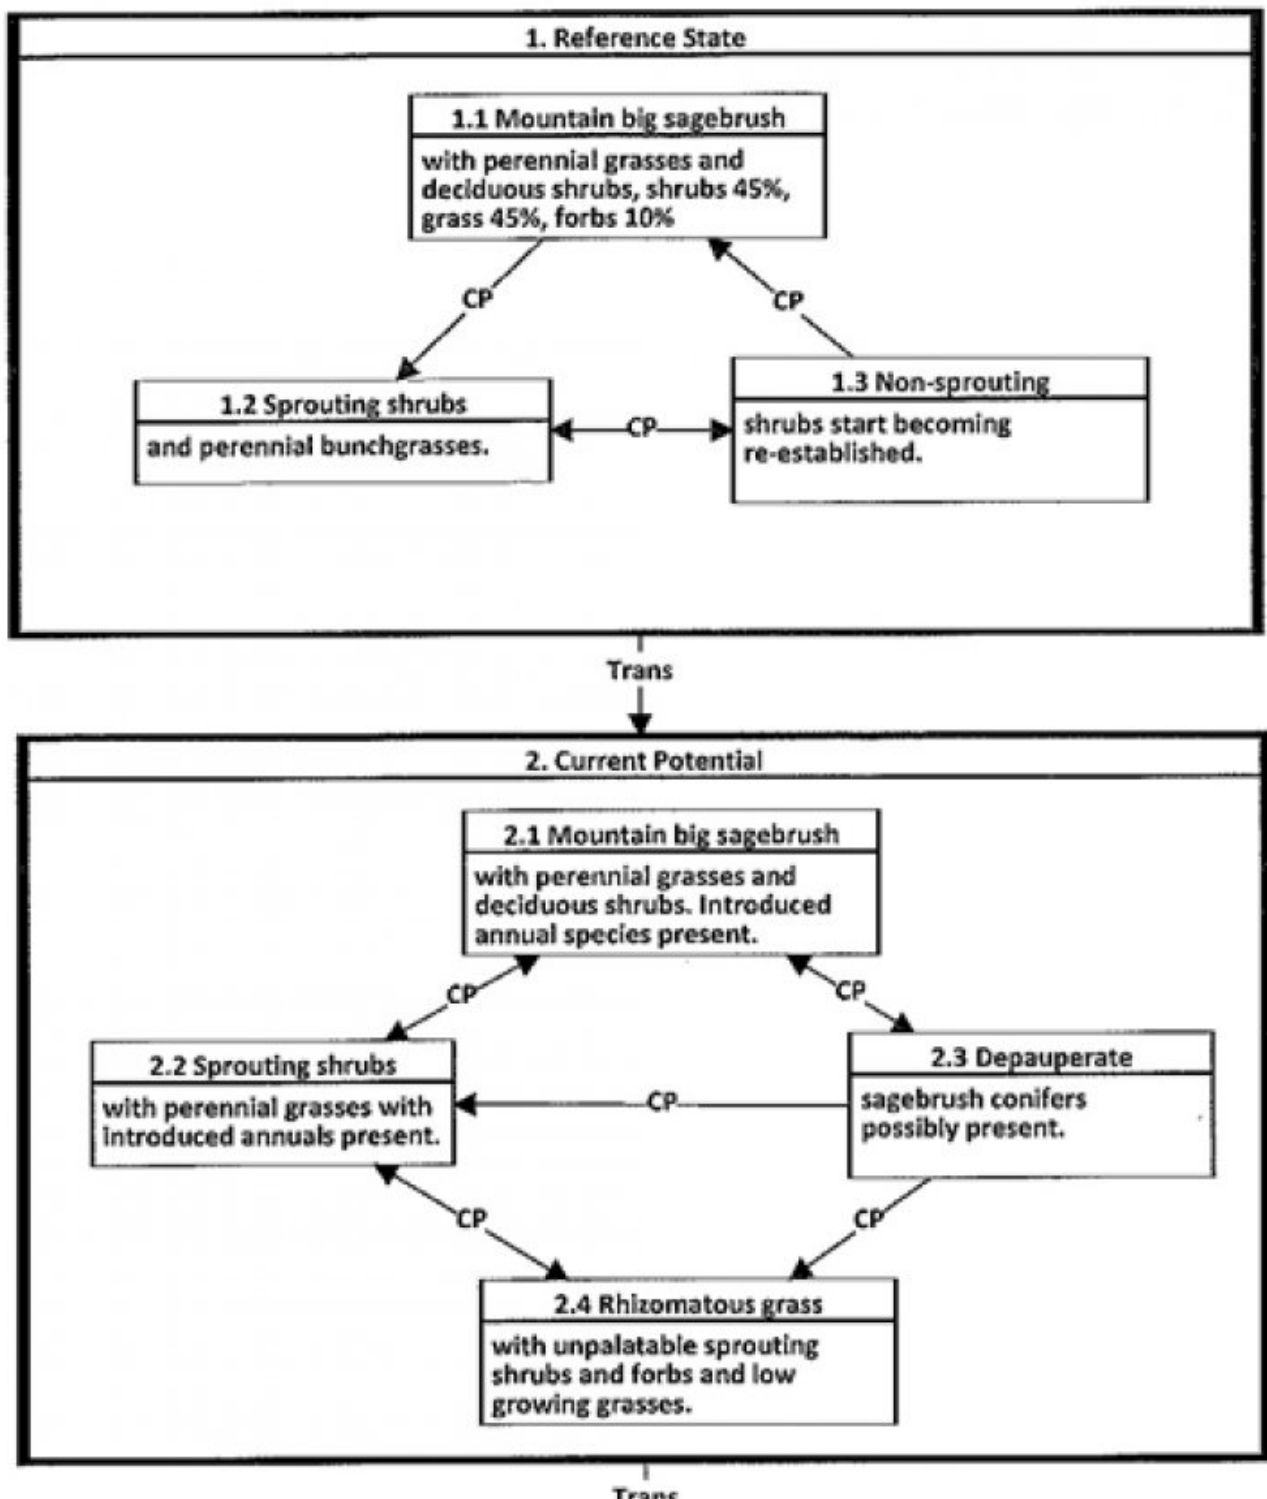 1. Reference State
1.1 Mountain big sagebrush
with perennial grasses and
deciduous shrubs, shrubs 45%,
grass 45%, forbs 10%
CP
CP
1.2 Sprouting shrubs
and perennial bunchgrasses.
CP
1.3 Non-sprouting
shrubs start becoming
re-established.
Trans
2. Current Potential
2.1 Mountain big sagebrush
with perennial grasses and
deciduous shrubs. Introduced
annual species present.
CP
CP
2.2 Sprouting shrubs
with perennial grasses with
introduced annuals present.
CP
2.3 Depauperate
sagebrush conifers
possibly present.
CP
CP
2.4 Rhizomatous grass
with unpalatable sprouting
shrubs and forbs and low
growing grasses.
Trans